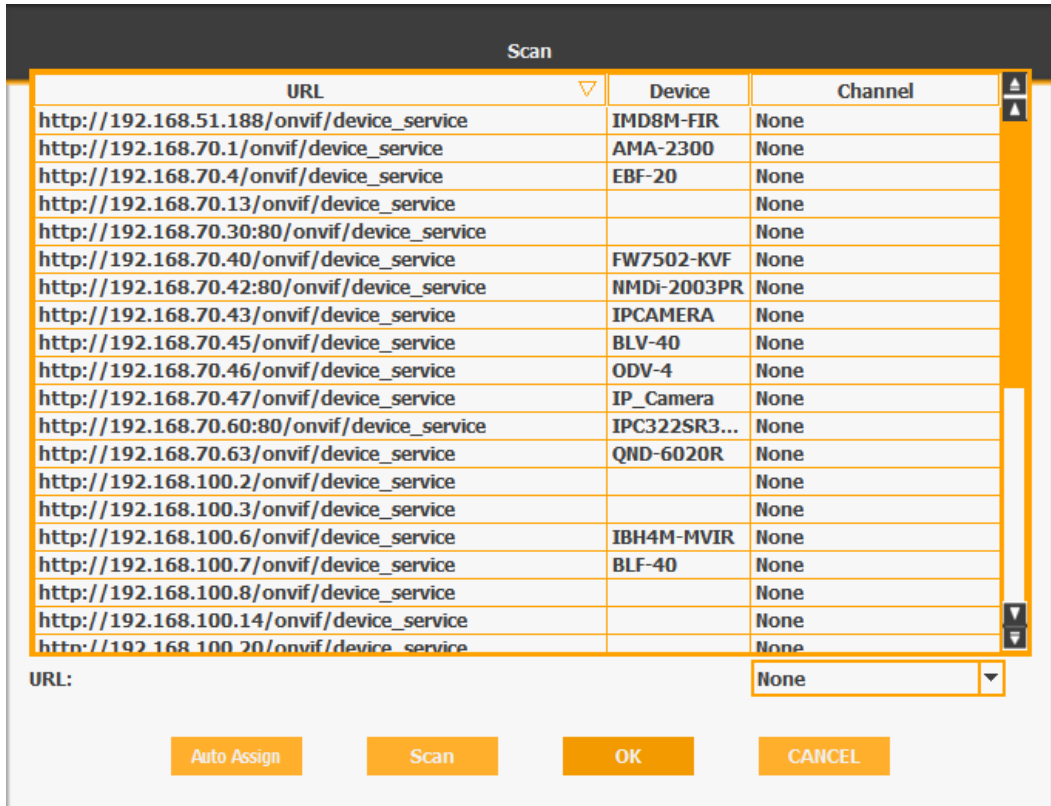 Scan
URL Device Channel
http://192.168.51.188/onvif/device_service IMD8M-FIR None
http://192.168.70.1/onvif/device_service AMA-2300 None
http://192.168.70.4/onvif/device_service EBF-20 None
http://192.168.70.13/onvif/device_service None
http://192.168.70.30:80/onvif/device_service None
http://192.168.70.40/onvif/device_service FW7502-KVF None
http://192.168.70.42:80/onvif/device_service NMDi-2003PR None
http://192.168.70.43/onvif/device_service IPCAMERA None
http://192.168.70.45/onvif/device_service BLV-40 None
http://192.168.70.46/onvif/device_service ODV-4 None
http://192.168.70.47/onvif/device_service IP_Camera None
http://192.168.70.60:80/onvif/device_service IPC322SR3... None
http://192.168.70.63/onvif/device_service QND-6020R None
http://192.168.100.2/onvif/device_service None
http://192.168.100.3/onvif/device_service None
http://192.168.100.6/onvif/device_service IBH4M-MVIR None
http://192.168.100.7/onvif/device_service BLF-40 None
http://192.168.100.8/onvif/device_service None
http://192.168.100.14/onvif/device_service None
http://192.168.100.20/onvif/device_service None
URL: None
Auto Assign Scan OK CANCEL